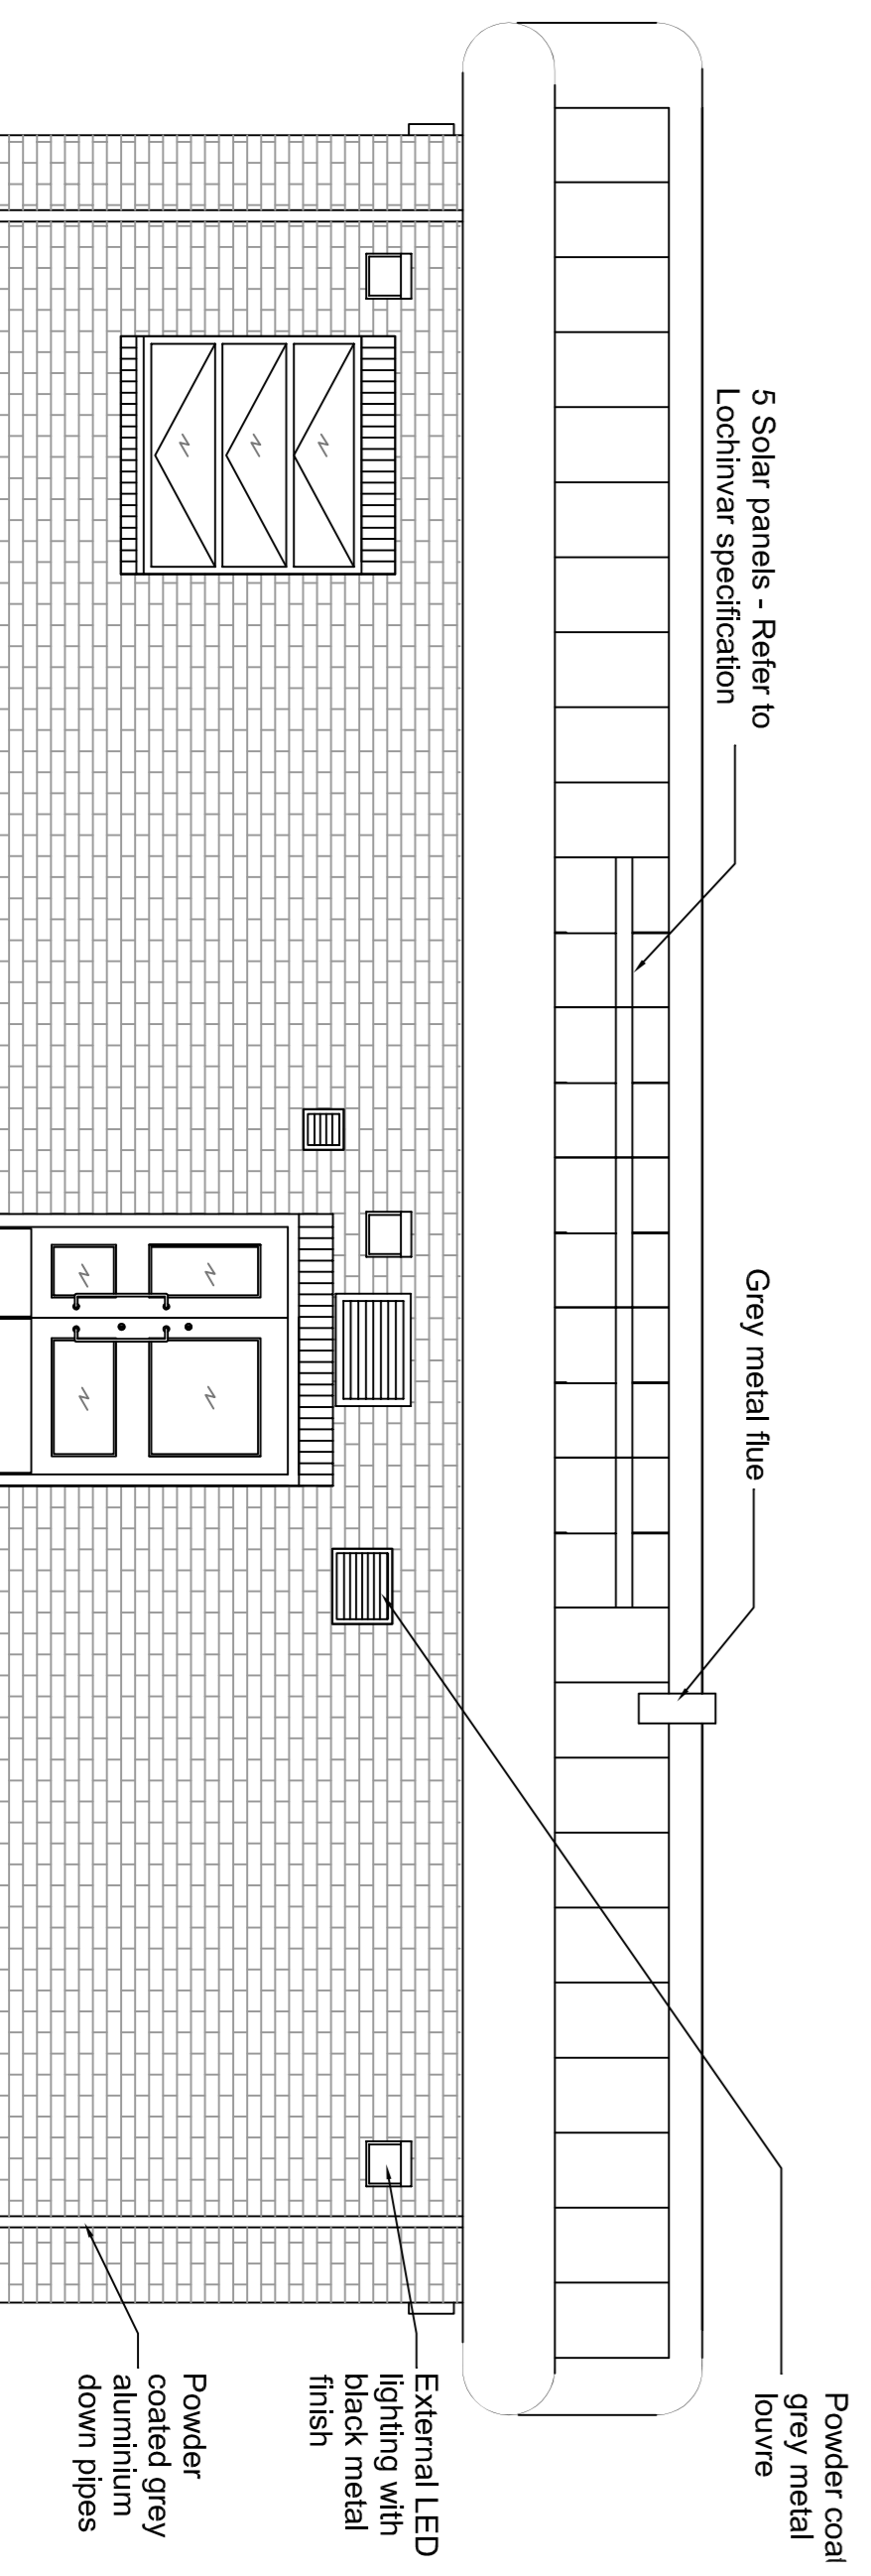 5 Solar panels - Refer to
Lochinvar specification
Grey metal flue
Powder coat
grey metal
louvre
External LED
lighting with
black metal
finish
Powder
coated grey
aluminium
down pipes